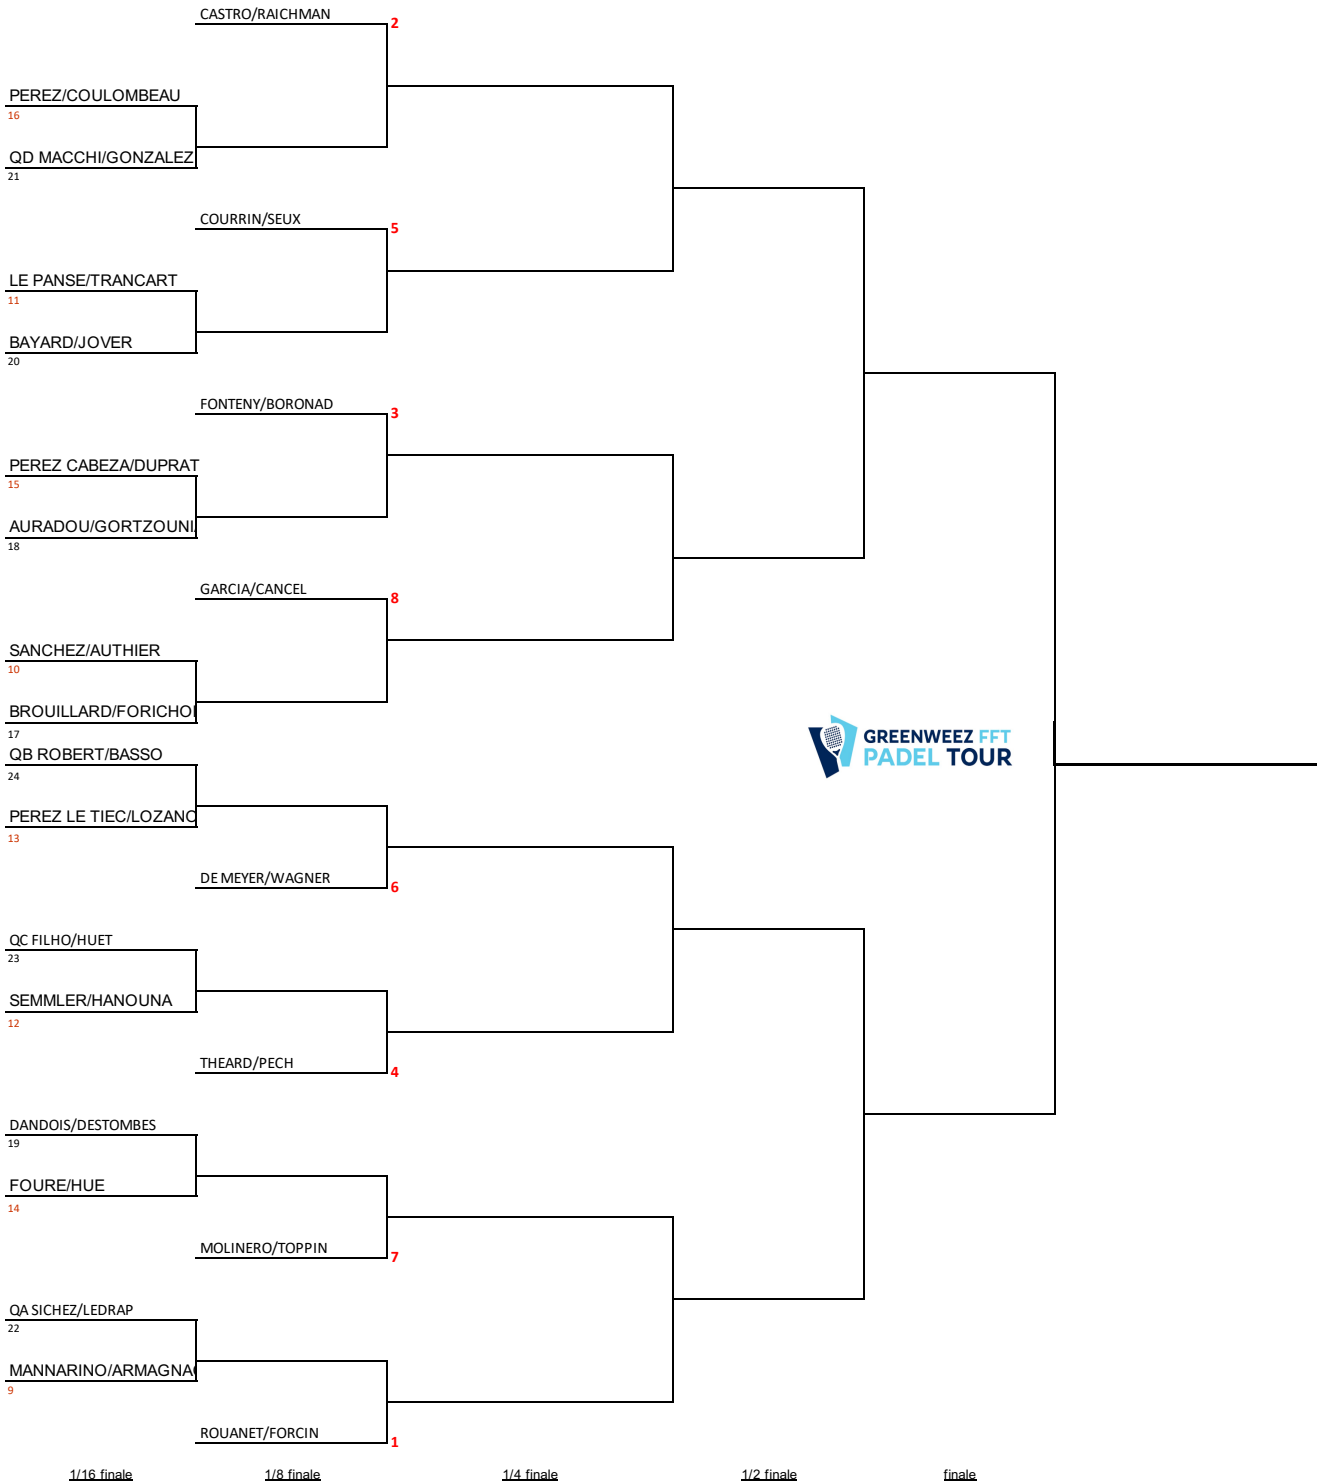 CASTRO/RAICHMAN
2
PEREZ/COULOMBEAU
16
QD MACCHI/GONZALEZ
21
COURRIN/SEUX
5
LE PANSE/TRANCART
11
BAYARD/JOVER
20
FONTENY/BORONAD
3
PEREZ CABEZA/DUPRAT
15
AURADOU/GORTZOUNI
18
GARCIA/CANCEL
8
SANCHEZ/AUTHIER
10
BROUILLARD/FORICHO
17
QB ROBERT/BASSO
24
GREENWEEZ FFT
PADEL TOUR
PEREZ LE TIEC/LOZANO
13
DE MEYER/WAGNER
6
QC FILHO/HUET
23
SEMMLER/HANOUNA
12
THEARD/PECH
4
DANDOIS/DESTOMBES
19
FOURE/HUE
14
MOLINERO/TOPPIN
7
QA SICHEZ/LEDRAP
22
MANNARINO/ARMAGNA
9
ROUANET/FORCIN
1
1/16 finale 1/8 finale 1/4 finale 1/2 finale finale